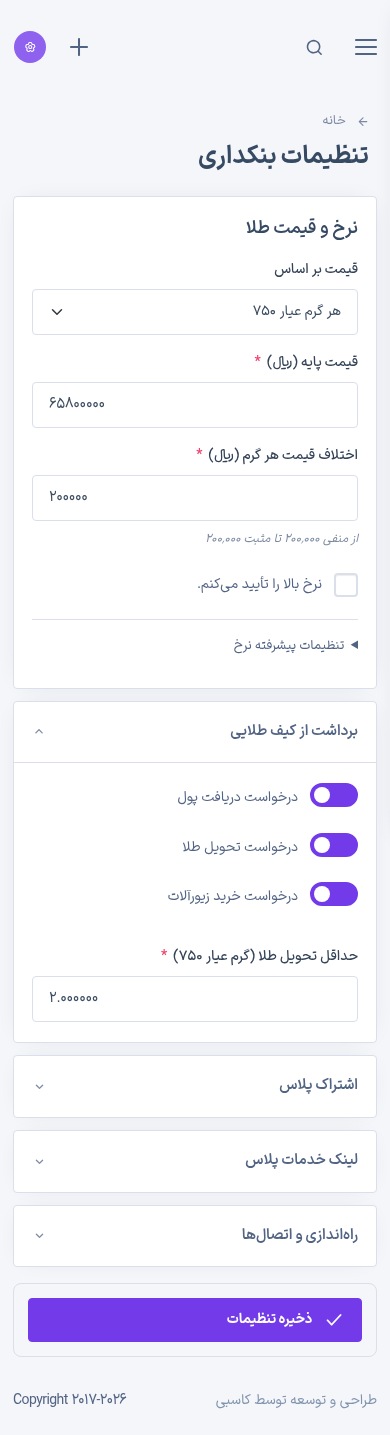 خانه
تنظیمات بنکداری
نرخ و قیمت طلا
قیمت بر اساس
هر گرم عیار ۷۵۰
قیمت پایه (ریال) *
۶۵۸۰۰۰۰۰
اختلاف قیمت هر گرم (ریال) *
۲۰۰۰۰۰
از منفی ۲۰۰,۰۰۰ تا مثبت ۲۰۰,۰۰۰
نرخ بالا را تأیید می‌کنم.
تنظیمات پیشرفته نرخ
برداشت از کیف طلایی
درخواست دریافت پول
درخواست تحویل طلا
درخواست خرید زیورآلات
حداقل تحویل طلا (گرم عیار ۷۵۰) *
۲.۰۰۰۰۰۰
اشتراک پلاس
لینک خدمات پلاس
راه‌اندازی و اتصال‌ها
ذخیره تنظیمات
طراحی و توسعه توسط کاسبی
Copyright ۲۰۱۷-۲۰۲۶